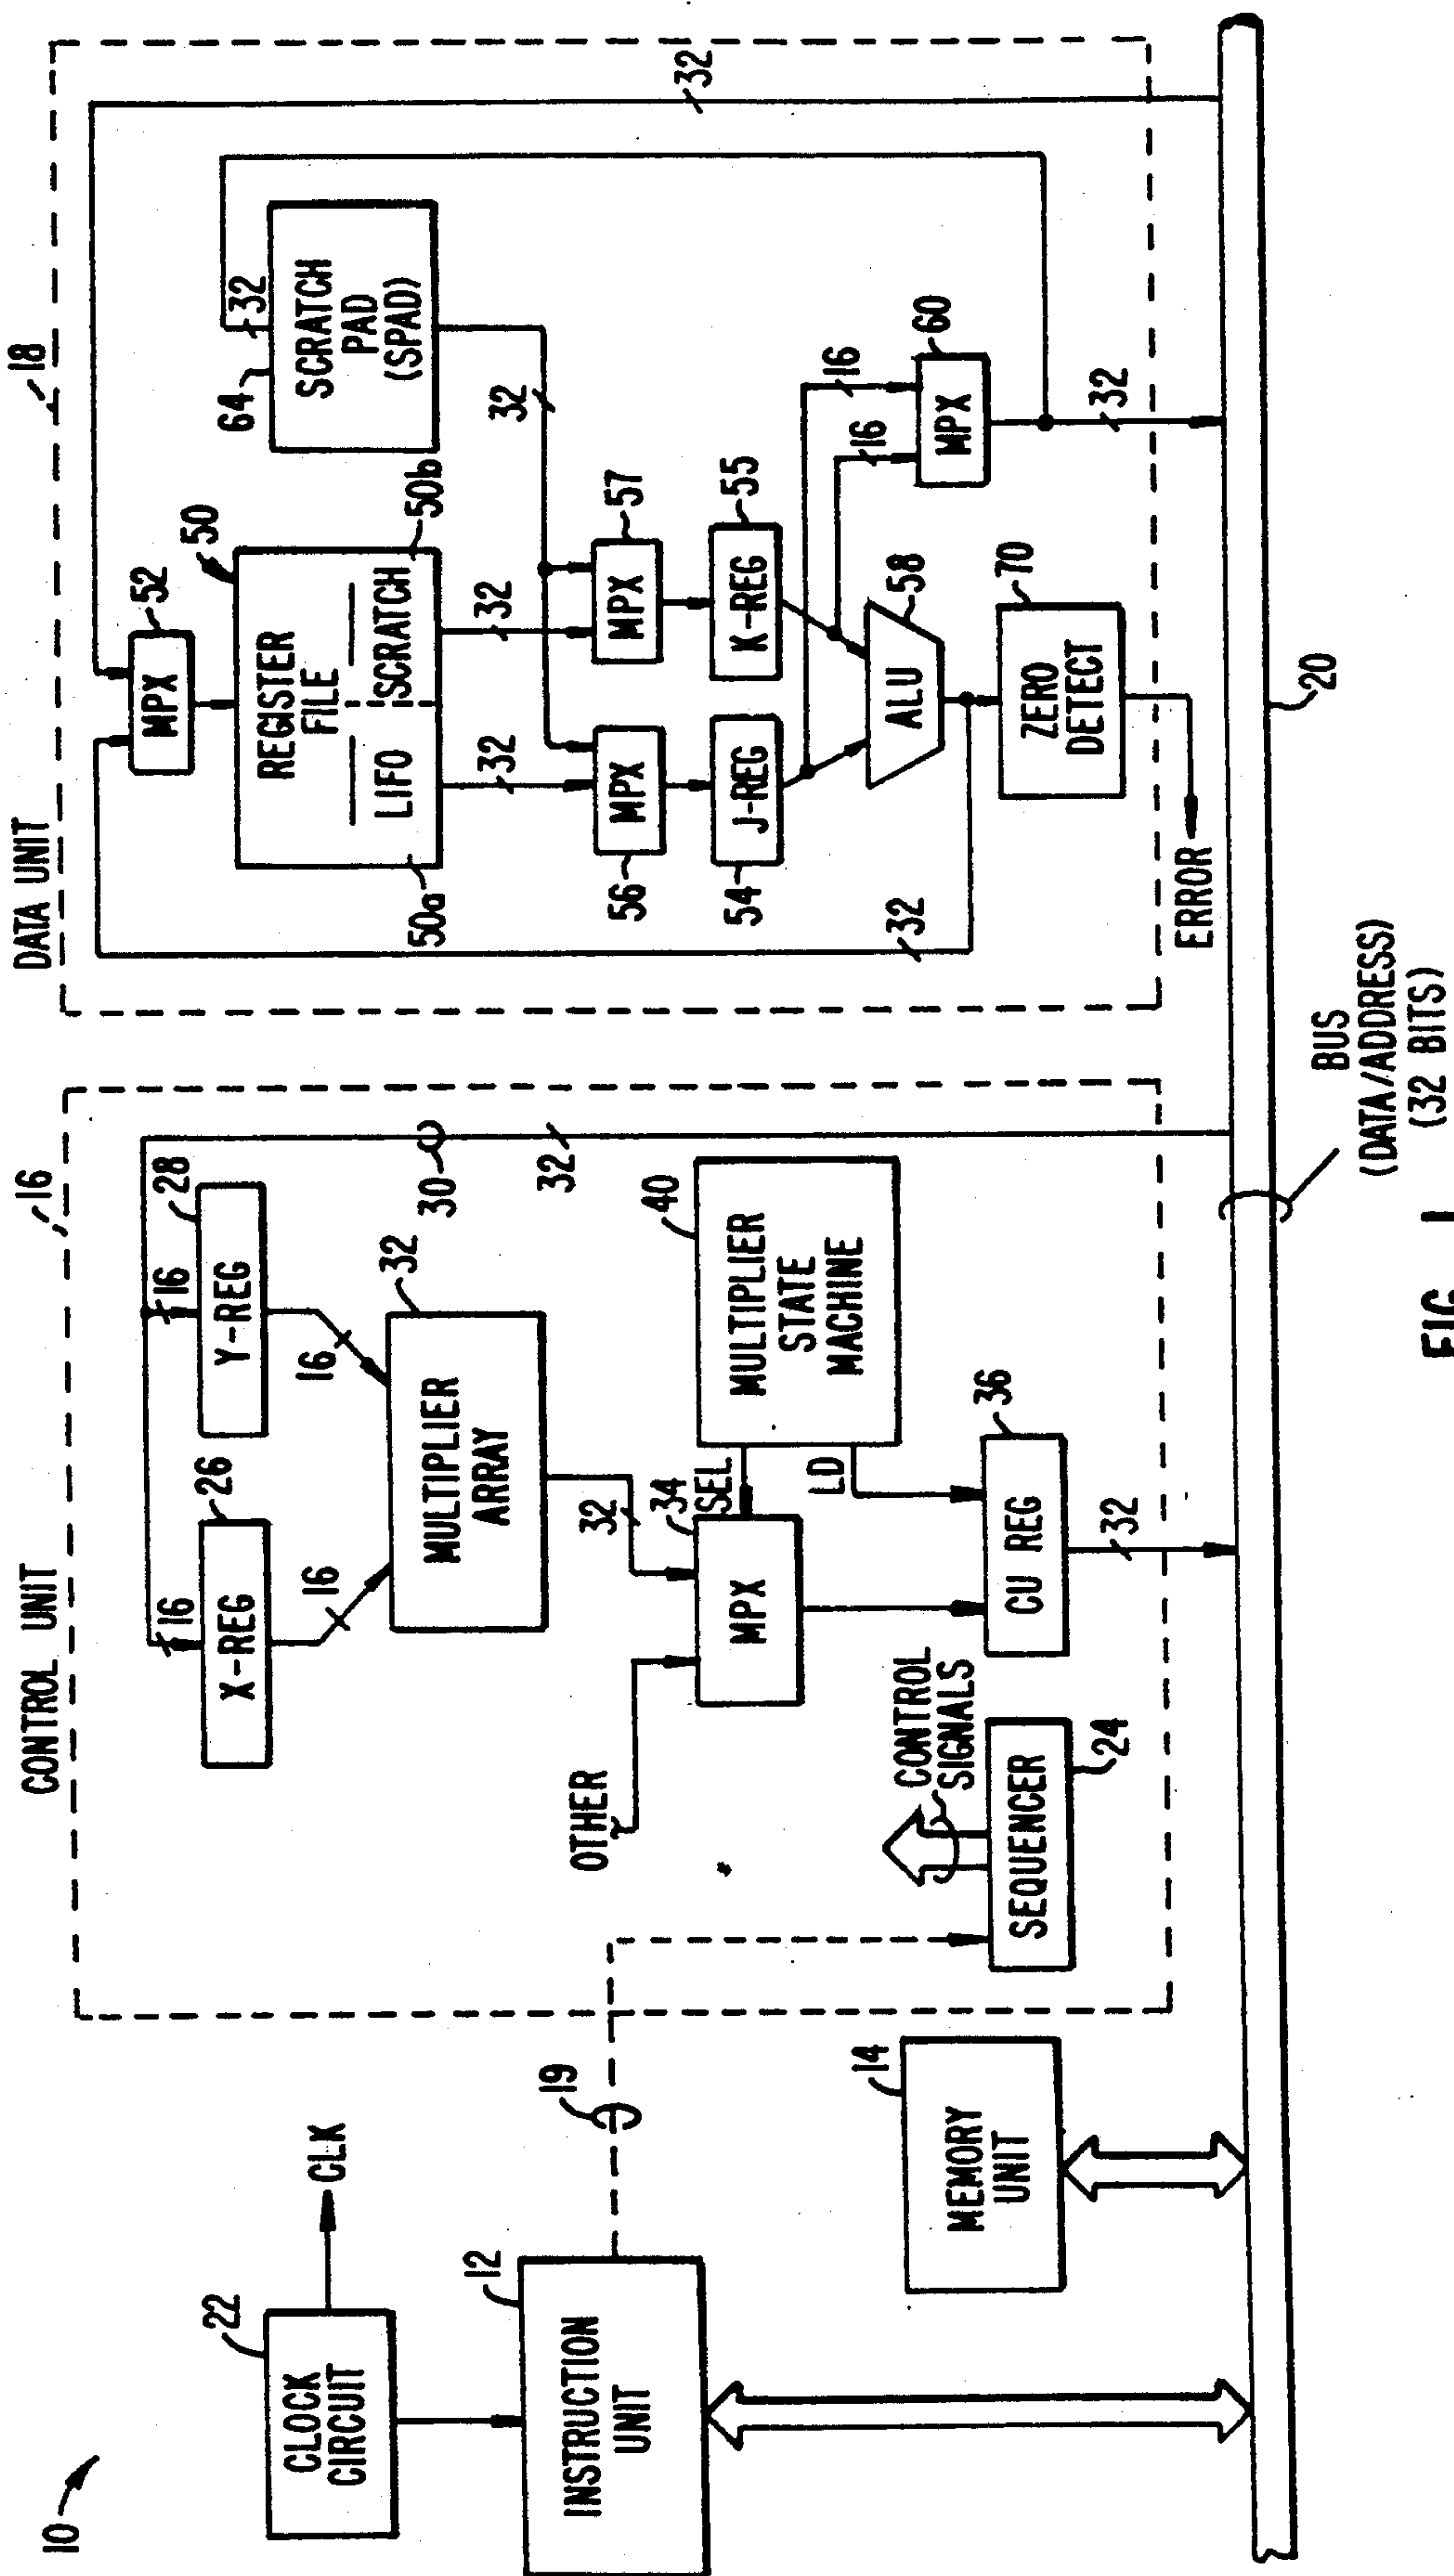 10
22
CLOCK
CIRCUIT
CLK
12
INSTRUCTION
UNIT
19
14
MEMORY
UNIT
CONTROL UNIT
16
X-REG
26
16
Y-REG
28
16
16
16
30
32
MULTIPLIER
ARRAY
32
32
OTHER
MPX
34
SEL
LD
MULTIPLIER
STATE
MACHINE
40
CONTROL
SIGNALS
SEQUENCER
24
CU REG
36
32
DATA UNIT
18
MPX
52
32
REGISTER
FILE
50
LIFO
SCRATCH
50a
50b
64
32
SCRATCH
PAD
(SPAD)
32
32
32
MPX
56
MPX
57
J-REG
54
K-REG
55
ALU
58
16
16
MPX
60
32
32
ZERO
DETECT
70
ERROR
20
BUS
(DATA/ADDRESS)
(32 BITS)
FIG. 1